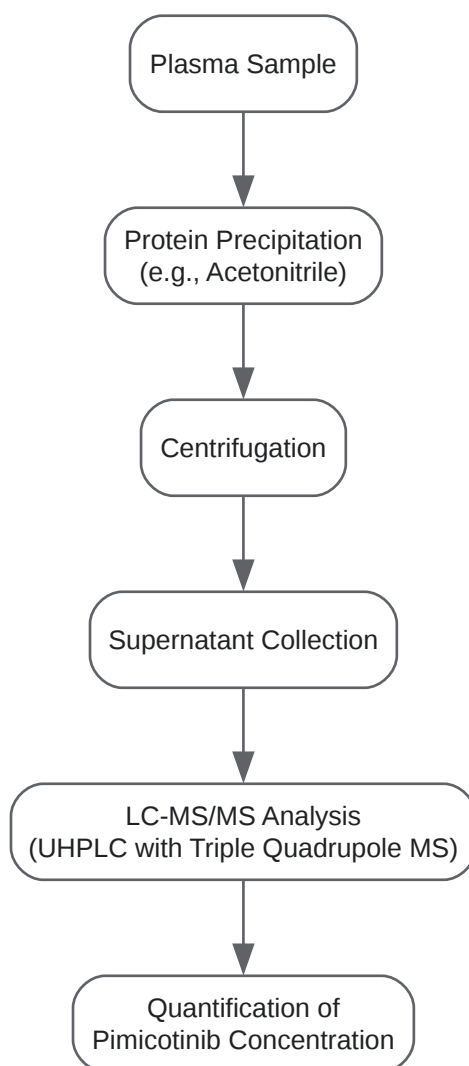 Plasma Sample
Protein Precipitation
(e.g., Acetonitrile)
Centrifugation
Supernatant Collection
LC-MS/MS Analysis
(UHPLC with Triple Quadrupole MS)
Quantification of
Pimicotinib Concentration